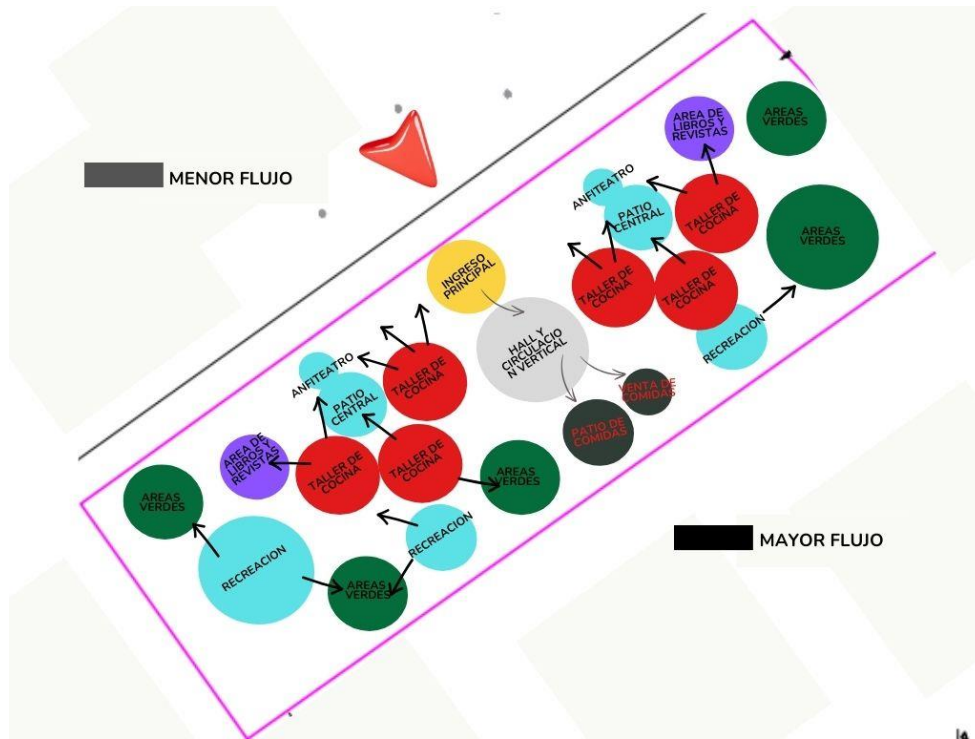 AREA DE
LIBROS Y
REVISTAS
AREAS
VERDES
MENOR FLUJO
ANFITEATRO
PATIO
CENTRAL
TALLER DE
COCINA
AREAS
VERDES
INGRESO
PRINCIPAL
TALLER DE
COCINA
TALLER DE
COCINA
RECREACION
HALL Y
CIRCULACIO
N VERTICAL
ANFITEATRO
TALLER DE
COCINA
VENTA DE
COMIDAS
PATIO
CENTRAL
PATIO DE
COMIDAS
AREA DE
LIBROS Y
REVISTAS
TALLER DE
COCINA
TALLER DE
COCINA
AREAS
VERDES
AREAS
VERDES
RECREACION
RECREACION
MAYOR FLUJO
AREAS
VERDES